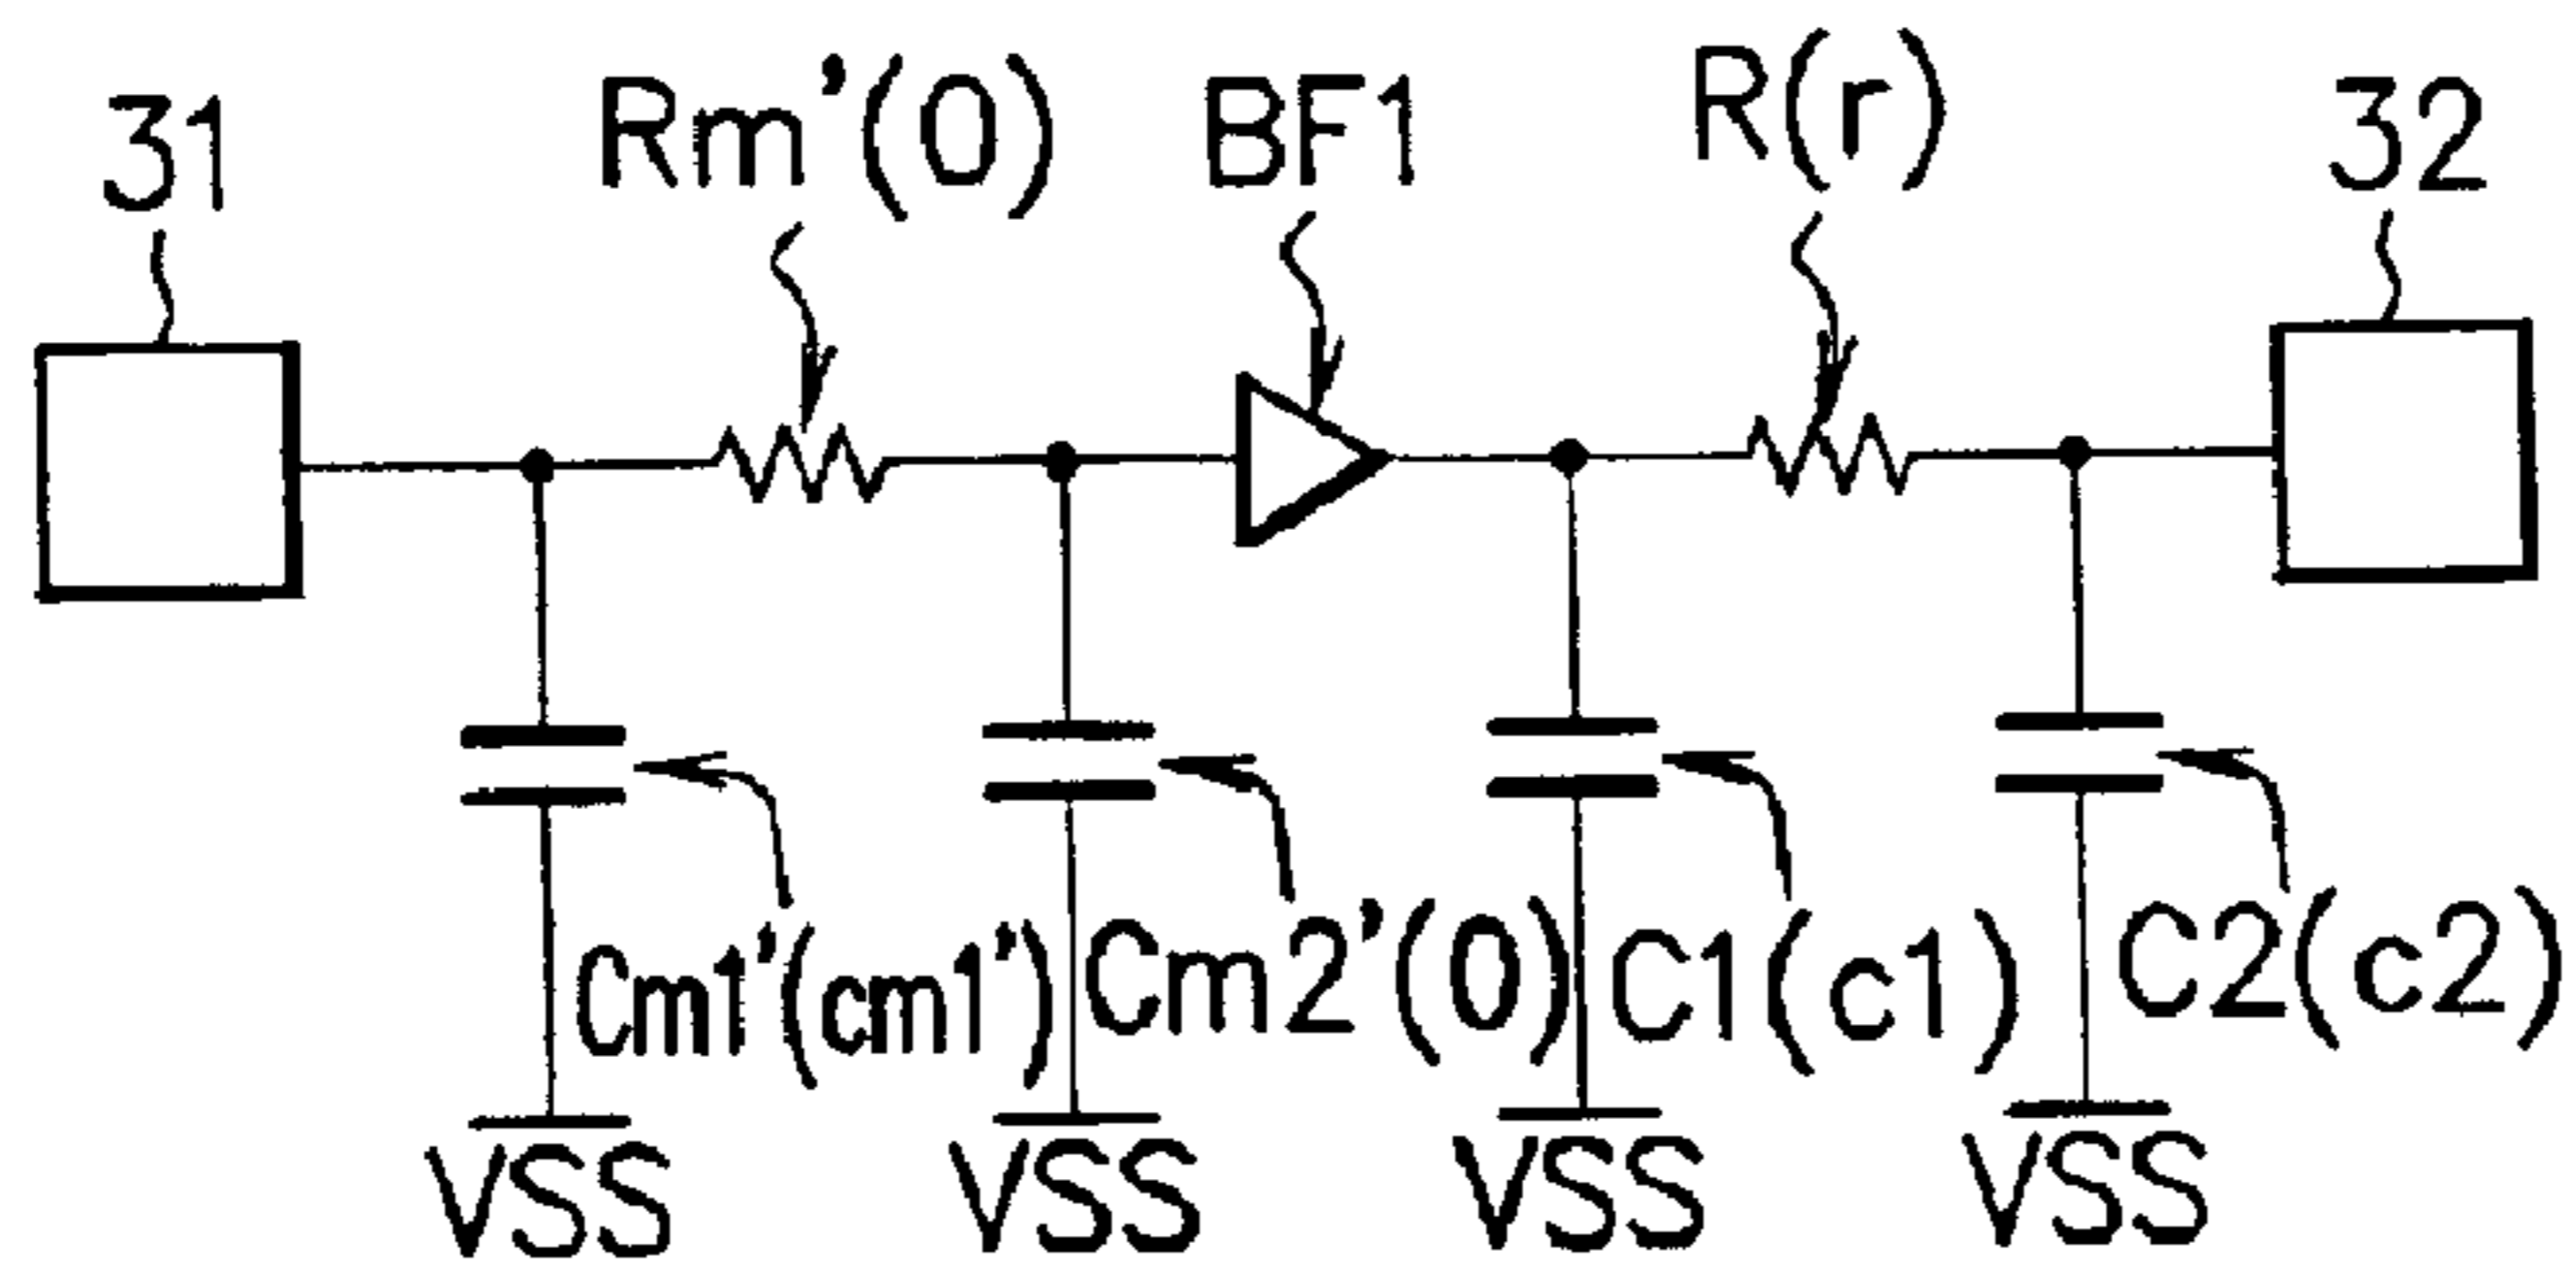 31 Rm'(0) BF1 R(r) 32
Cm1'(cm1') Cm2'(0) C1(c1) C2(c2)
VSS VSS VSS VSS